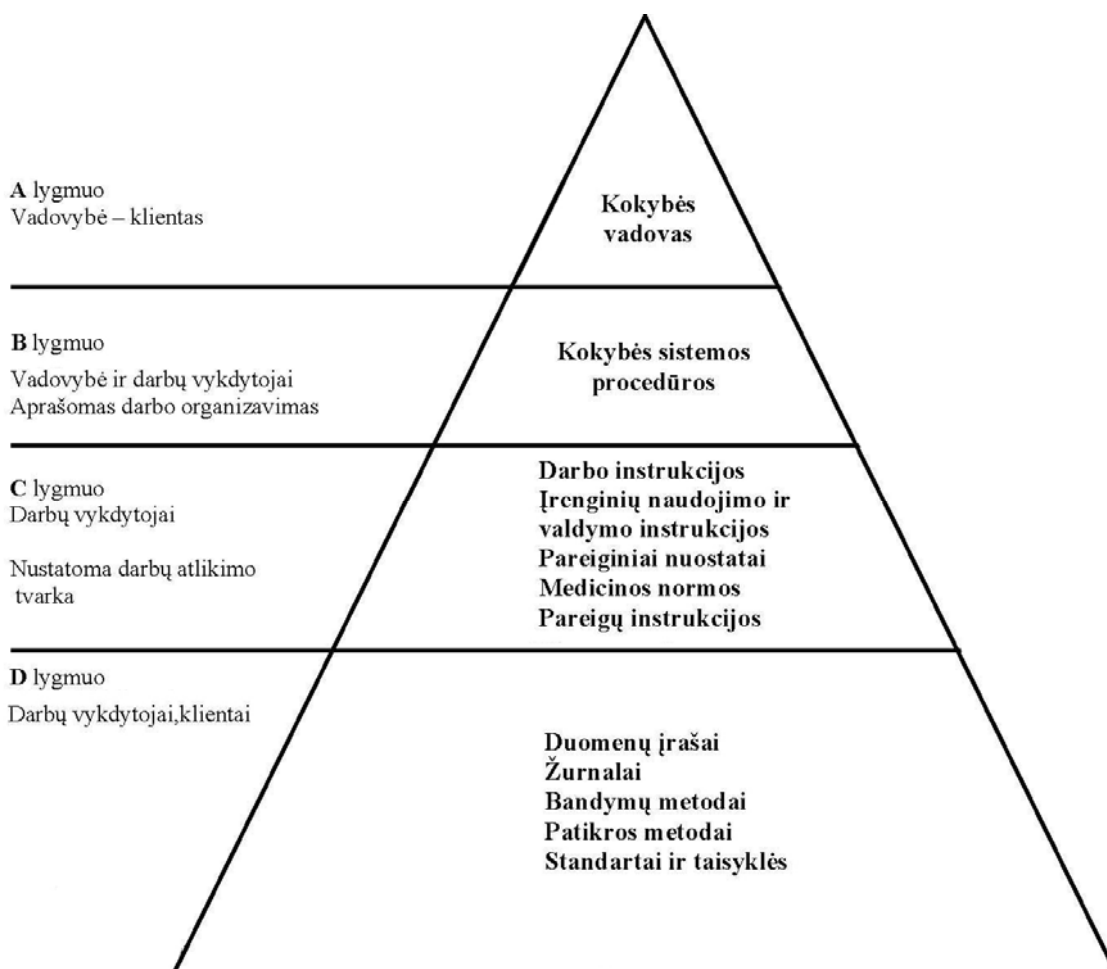 A lygmuo
Vadovybė – klientas
Kokybės
vadovas
B lygmuo
Vadovybė ir darbų vykdytojai
Aprašomas darbo organizavimas
Kokybės sistemos
procedūros
C lygmuo
Darbų vykdytojai
Nustatoma darbų atlikimo
tvarka
Darbo instrukcijos
Įrenginių naudojimo ir
valdymo instrukcijos
Pareiginiai nuostatai
Medicinos normos
Pareigų instrukcijos
D lygmuo
Darbų vykdytojai,klientai
Duomenų įrašai
Žurnalai
Bandymų metodai
Patikros metodai
Standartai ir taisyklės